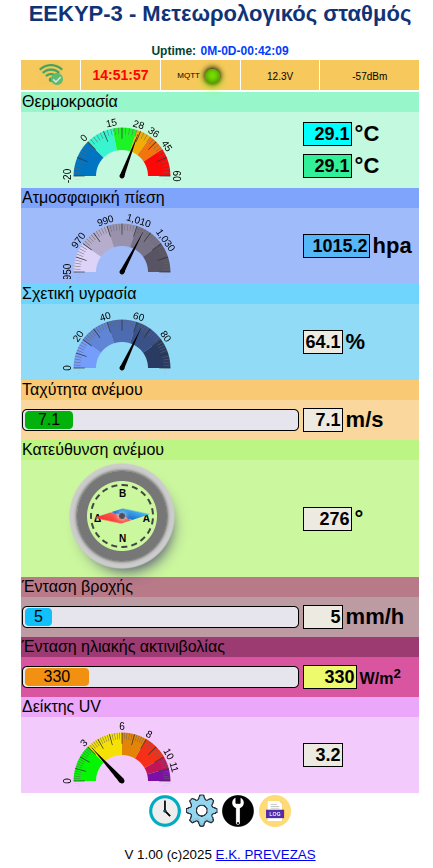 ΕΕΚΥΡ-3 - Μετεωρολογικός σταθμός
Uptime: 0M-0D-00:42:09
14:51:57 MQTT 12.3V -57dBm
Θερμοκρασία
-20 0 15 28 36 45 60
29.1 °C
29.1 °C
Ατμοσφαιρική πίεση
950 970 990 1,010 1,030
1015.2 hpa
Σχετική υγρασία
0 20 40 60 80
64.1 %
Ταχύτητα ανέμου
7.1 7.1 m/s
Κατεύθυνση ανέμου
Β
Δ Α
Ν
276 °
Ένταση βροχής
5 5 mm/h
Ένταση ηλιακής ακτινιβολίας
330 330 W/m²
Δείκτης UV
0 3 6 8 10 11
3.2
LOG
V 1.00 (c)2025 E.K. PREVEZAS